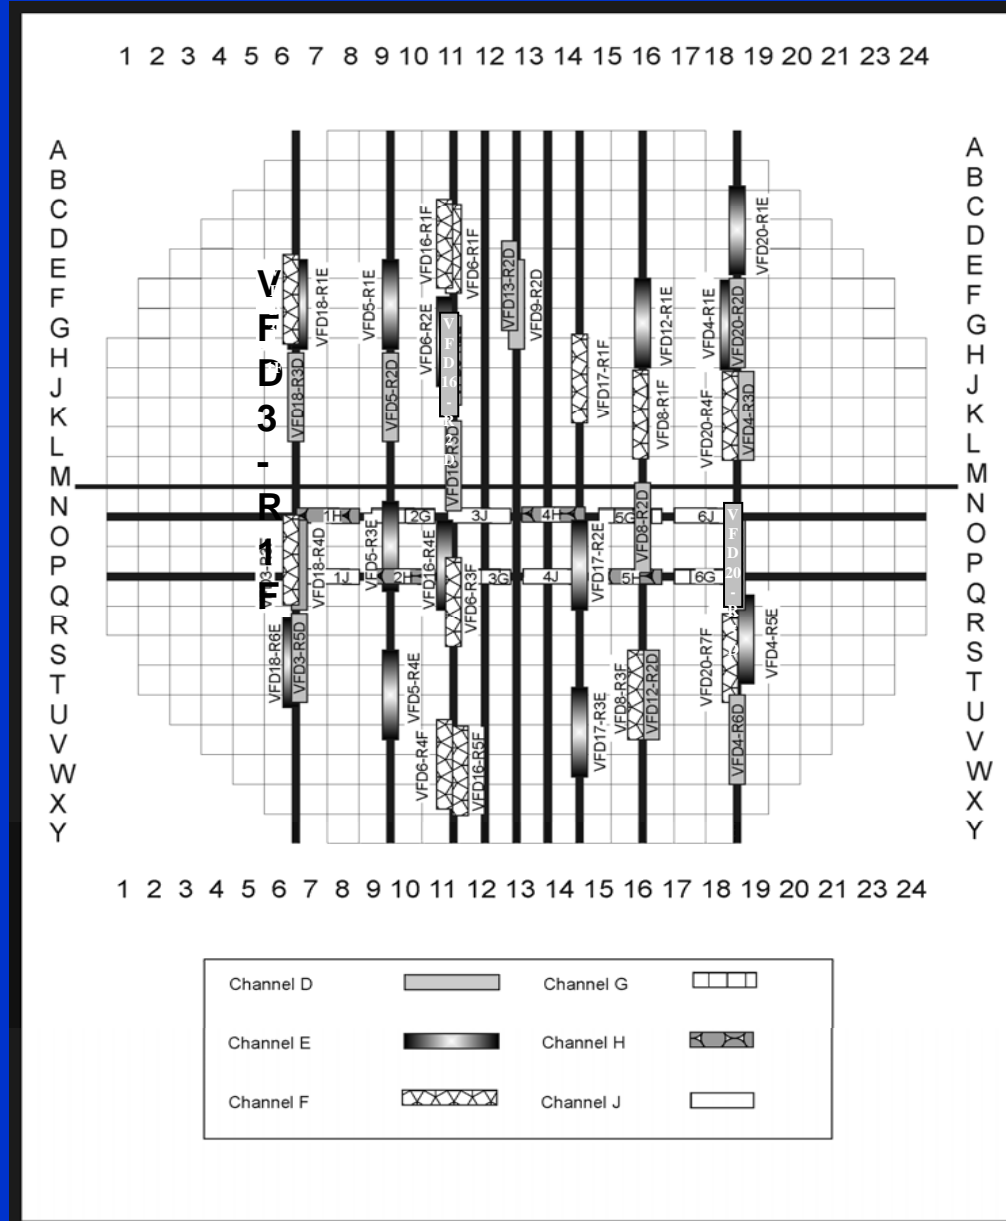 1 2 3 4 5 6 7 8 9 10 11 12 13 14 15 16 17 18 19 20 21 22 23 24
A
B
C
D
E
F
G
H
J
K
L
M
N
O
P
Q
R
S
T
U
V
W
X
Y
A
B
C
D
E
F
G
H
J
K
L
M
N
O
P
Q
R
S
T
U
V
W
X
Y
VFD3-R1F
VFD18-R1E
VFD18-R3D
VFD5-R1E
VFD5-R2D
VFD16-R1F
VFD6-R1F
VFD6-R2E
VFD16-R2D
VFD13-R2D
VFD9-R2D
VFD17-R1F
VFD12-R1E
VFD8-R1F
VFD20-R1E
VFD4-R1E
VFD20-R2D
VFD20-R4F
VFD4-R3D
1H
2G
3J
4H
5G
6J
1J
2H
3G
4J
5H
6G
VFD18-R4D
VFD5-R3E
VFD16-R4E
VFD6-R3F
VFD17-R2E
VFD8-R2D
VFD20-R
VFD18-R6E
VFD3-R5D
VFD5-R4E
VFD6-R4F
VFD16-R5F
VFD17-R3E
VFD8-R3F
VFD12-R2D
VFD20-R7F
VFD4-R5E
VFD4-R6D
1 2 3 4 5 6 7 8 9 10 11 12 13 14 15 16 17 18 19 20 21 22 23 24
Channel D
Channel G
Channel E
Channel H
Channel F
Channel J